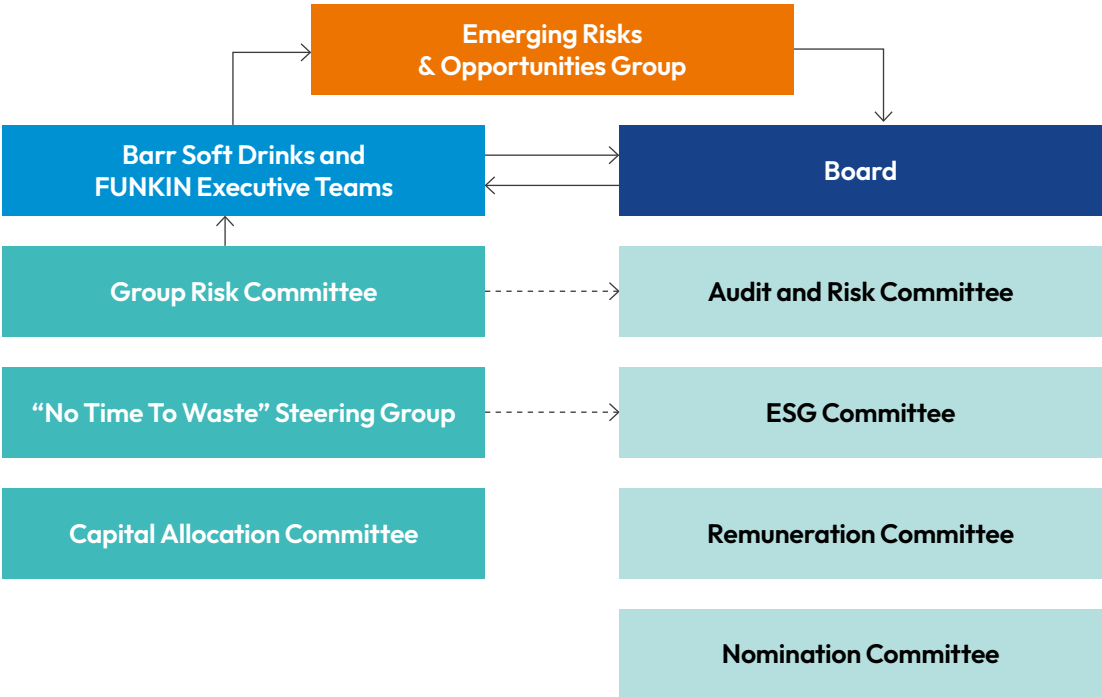 Emerging Risks
& Opportunities Group
Barr Soft Drinks and
FUNKIN Executive Teams
Board
Group Risk Committee
Audit and Risk Committee
“No Time To Waste” Steering Group
ESG Committee
Capital Allocation Committee
Remuneration Committee
Nomination Committee